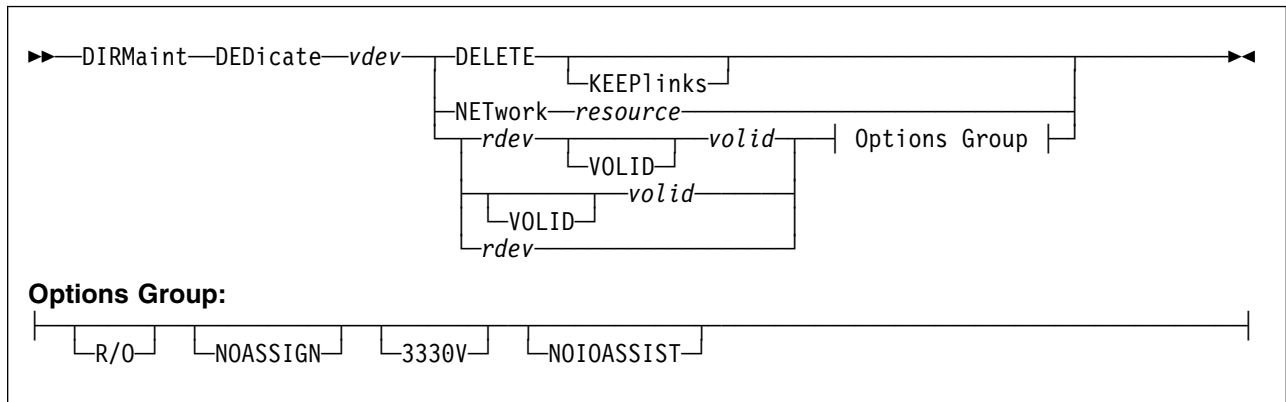 DIRMaint DEDicate vdev DELETE
KEEPlinks
NETwork resource
rdev volid Options Group
VOLID
volid
VOLID
rdev
Options Group:
R/O NOASSIGN 3330V NOIOASSIST